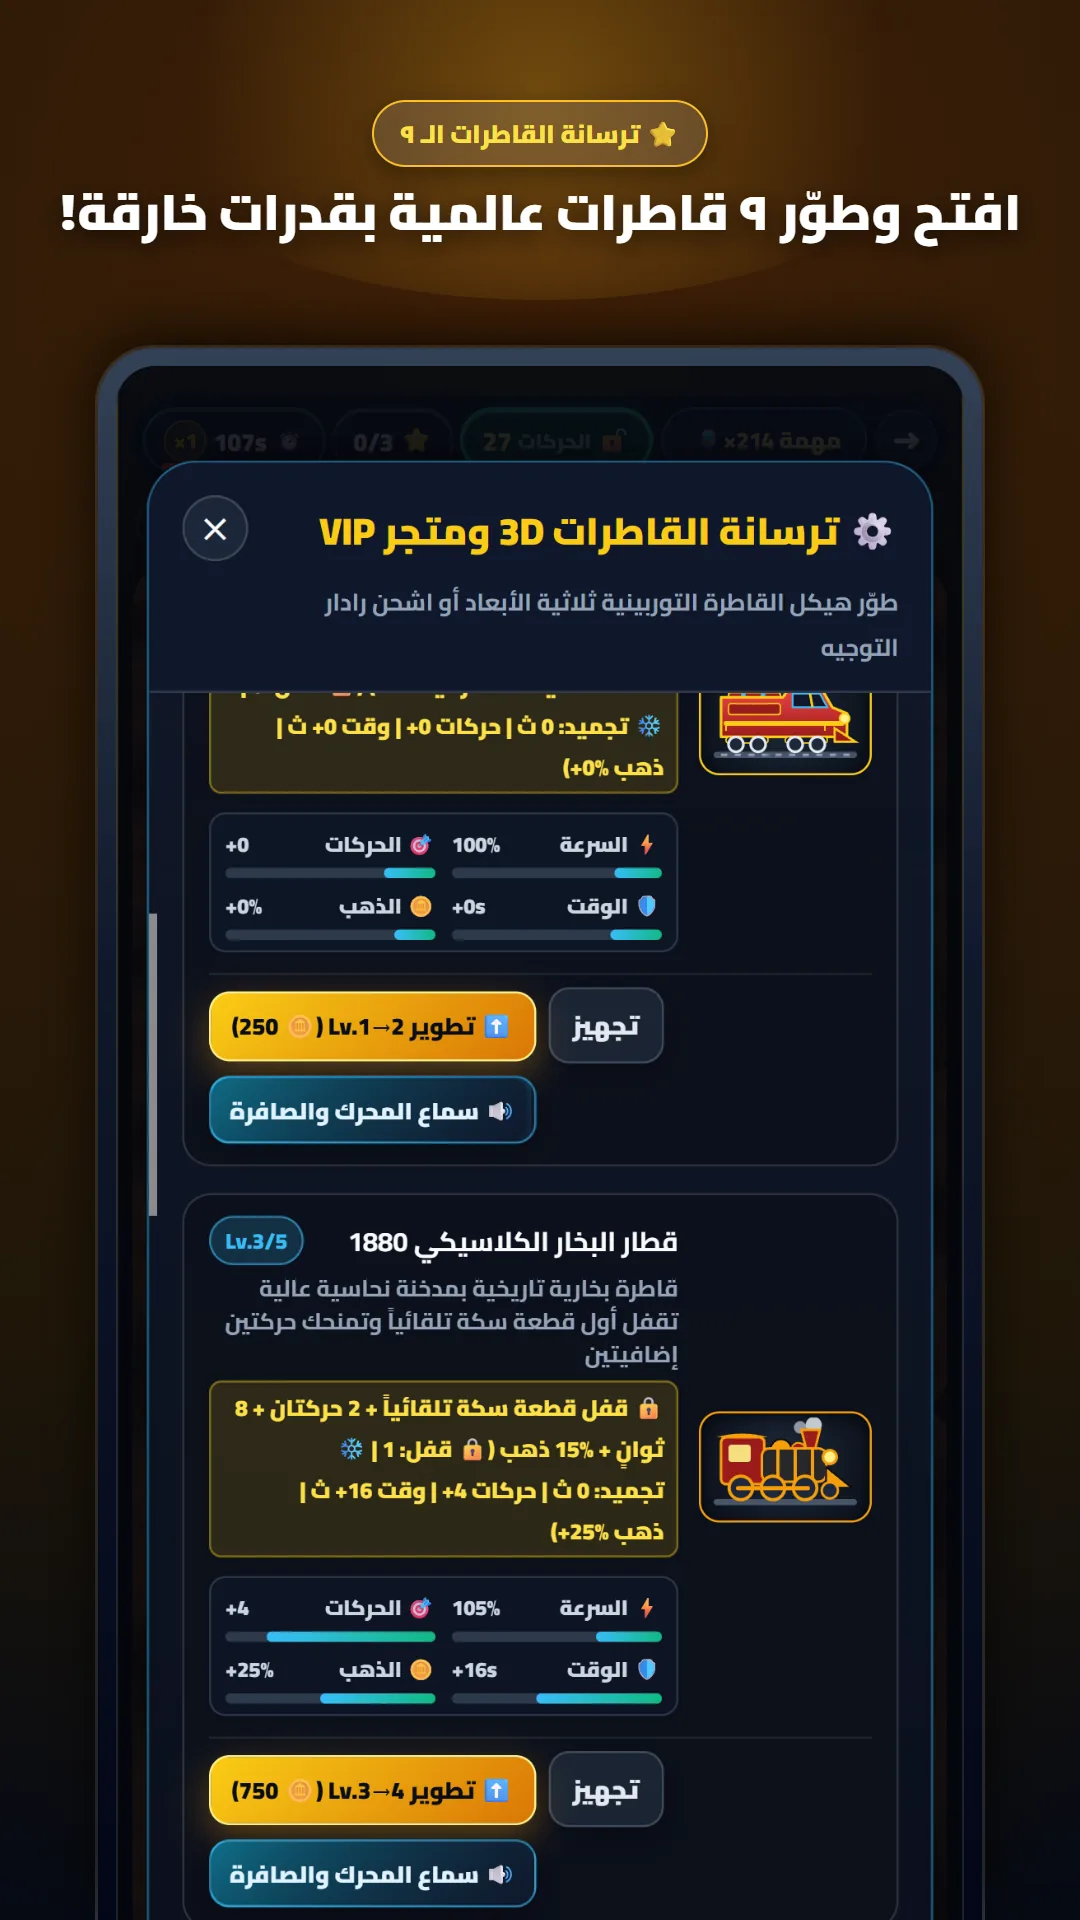 ترسانة القاطرات الـ ٩
افتح وطوّر ٩ قاطرات عالمية بقدرات خارقة!
مهمة 214×
الحركات 27
0/3
107s
×1
ترسانة القاطرات 3D ومتجر VIP
طوّر هيكل القاطرة التوربينية ثلاثية الأبعاد أو اشحن رادار
التوجيه
تجميد: 0 ث | حركات 0+ | وقت 0+ ث |
ذهب 0%+)
السرعة 100%
الحركات +0
الوقت +0s
الذهب +0%
تجهيز
تطوير Lv.1→2 (250)
سماع المحرك والصافرة
قطار البخار الكلاسيكي 1880
Lv.3/5
قاطرة بخارية تاريخية بمدخنة نحاسية عالية
تقفل أول قطعة سكة تلقائياً وتمنحك حركتين
إضافيتين
قفل قطعة سكة تلقائياً + 2 حركتان + 8
ثوانٍ + 15% ذهب (قفل: 1 |
تجميد: 0 ث | حركات 4+ | وقت 16+ ث |
ذهب 25%+)
السرعة 105%
الحركات +4
الوقت +16s
الذهب +25%
تجهيز
تطوير Lv.3→4 (750)
سماع المحرك والصافرة